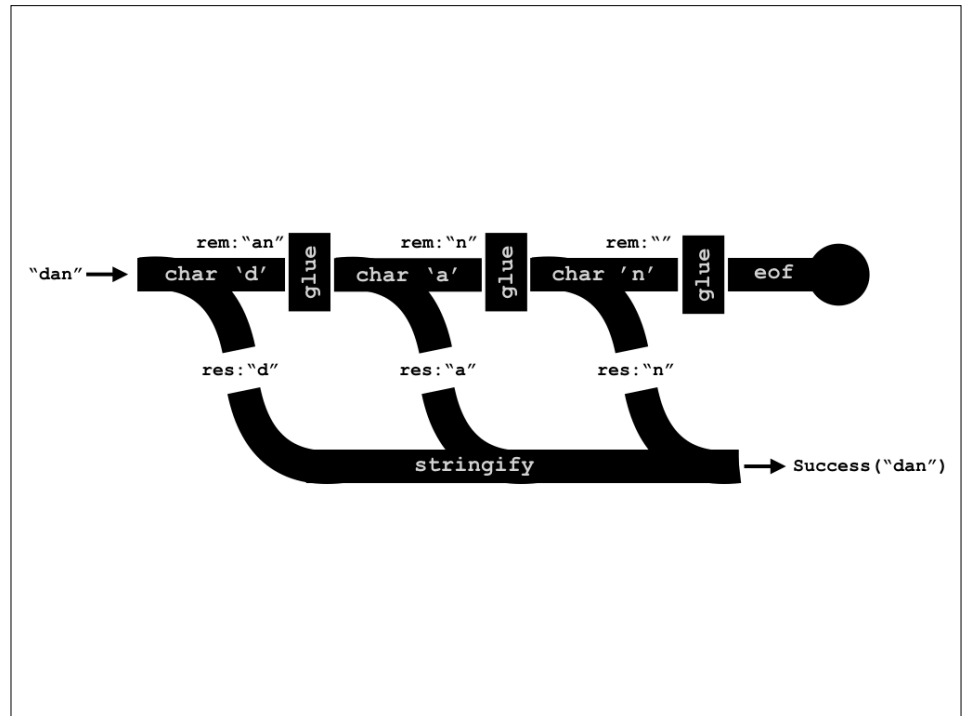 rem:“an”
rem:“n”
rem:“”
“dan”
char ‘d’
glue
char ‘a’
glue
char ’n’
glue
eof
res:“d”
res:“a”
res:“n”
stringify
Success(“dan”)